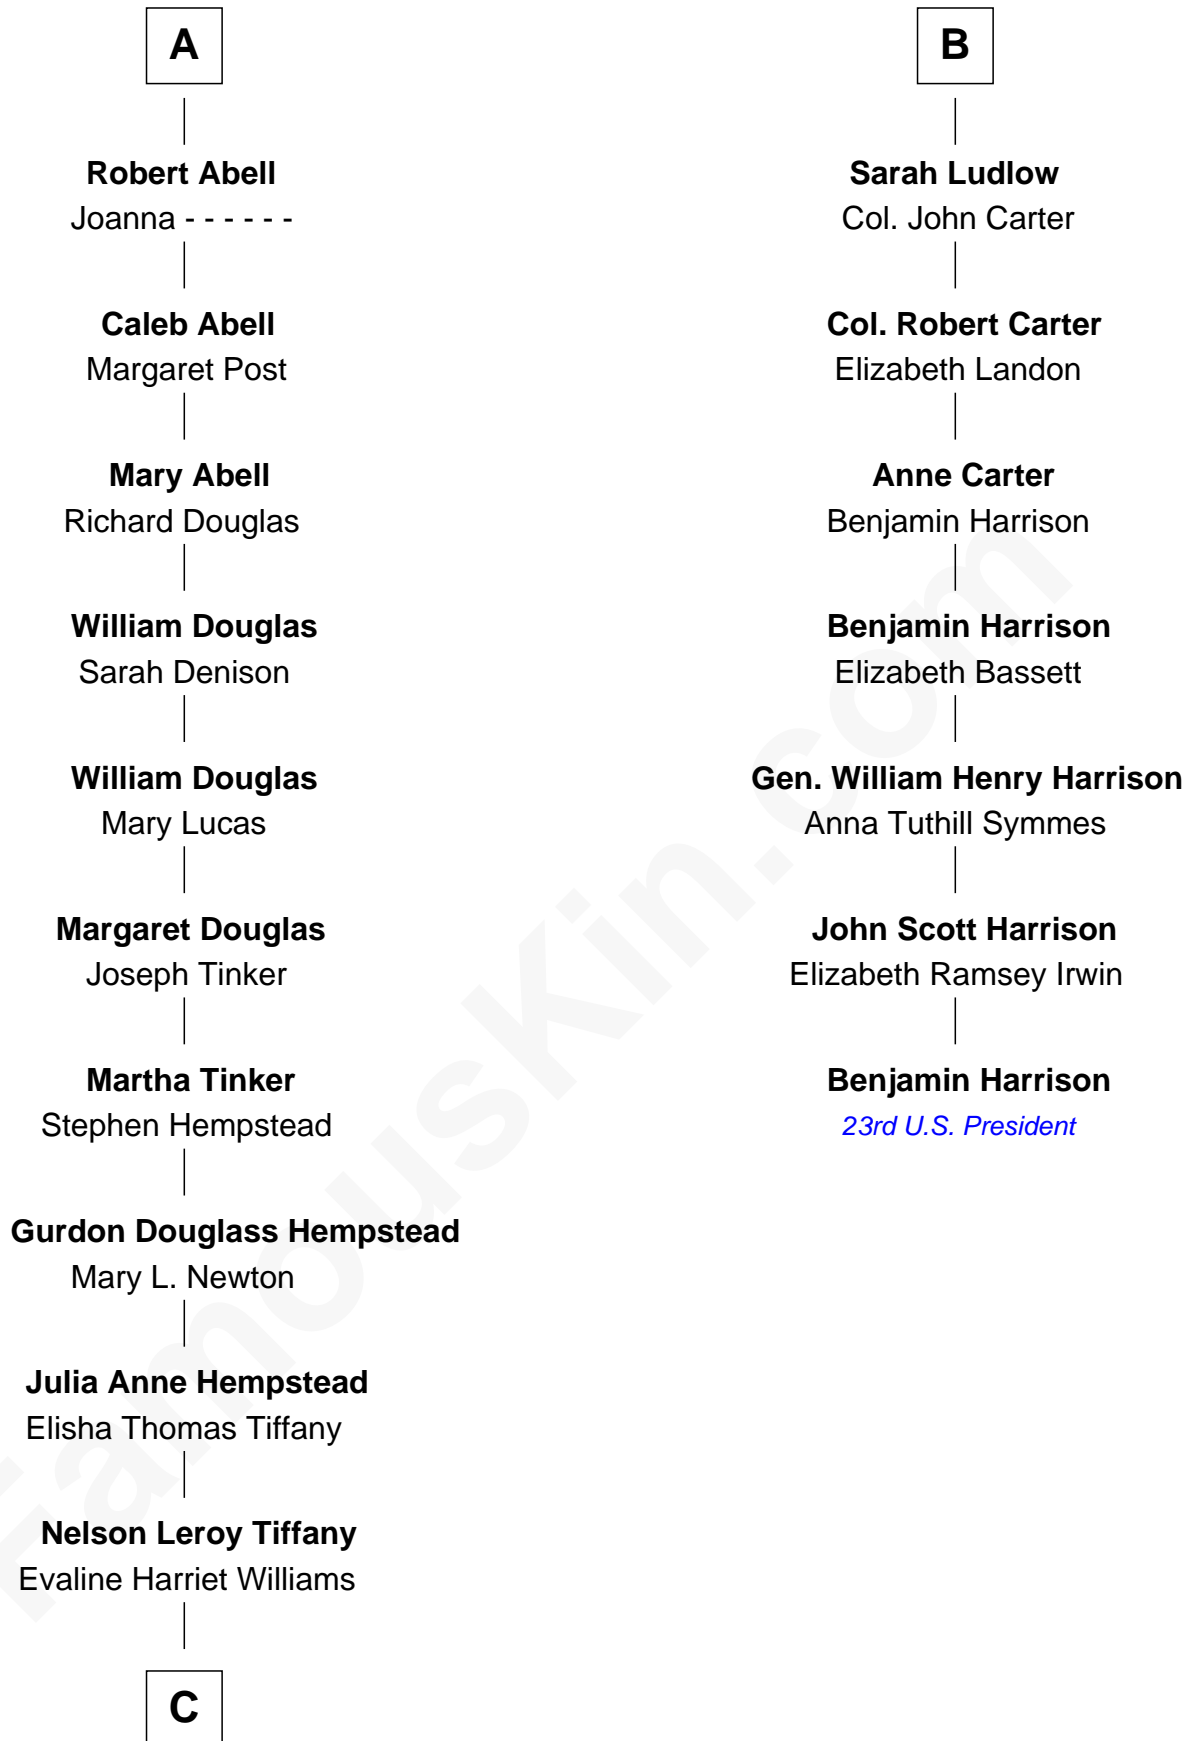 A
Robert Abell
Joanna - - - - - -
Caleb Abell
Margaret Post
Mary Abell
Richard Douglas
William Douglas
Sarah Denison
William Douglas
Mary Lucas
Margaret Douglas
Joseph Tinker
Martha Tinker
Stephen Hempstead
Gurdon Douglass Hempstead
Mary L. Newton
Julia Anne Hempstead
Elisha Thomas Tiffany
Nelson Leroy Tiffany
Evaline Harriet Williams
C
B
Sarah Ludlow
Col. John Carter
Col. Robert Carter
Elizabeth Landon
Anne Carter
Benjamin Harrison
Benjamin Harrison
Elizabeth Bassett
Gen. William Henry Harrison
Anna Tuthill Symmes
John Scott Harrison
Elizabeth Ramsey Irwin
Benjamin Harrison
23rd U.S. President
FamousKin.com